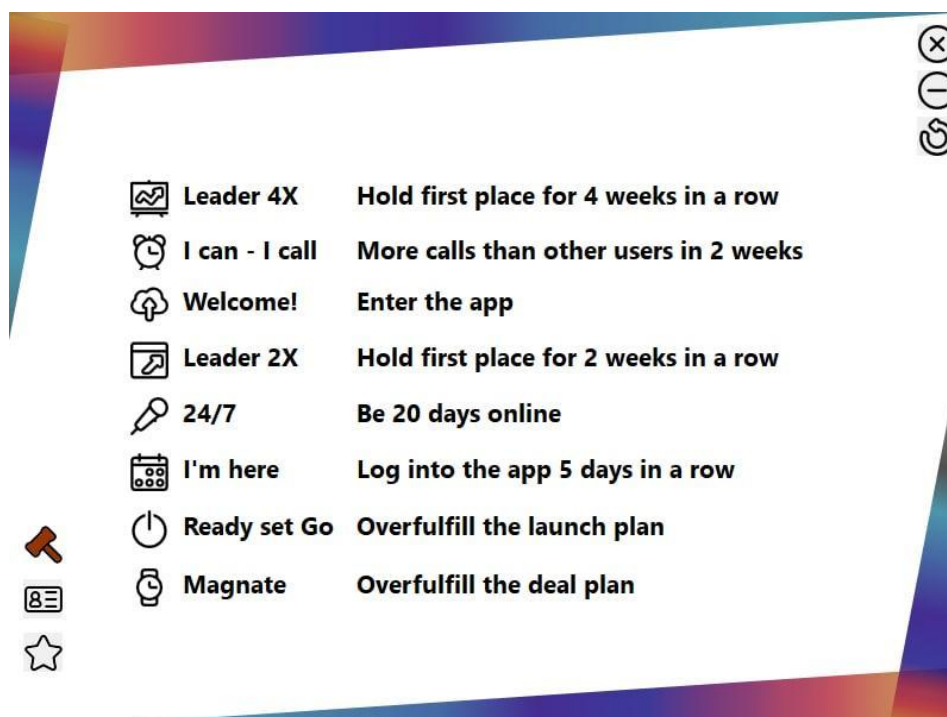 Leader 4X Hold first place for 4 weeks in a row
I can - I call More calls than other users in 2 weeks
Welcome! Enter the app
Leader 2X Hold first place for 2 weeks in a row
24/7 Be 20 days online
I'm here Log into the app 5 days in a row
Ready set Go Overfulfill the launch plan
Magnate Overfulfill the deal plan